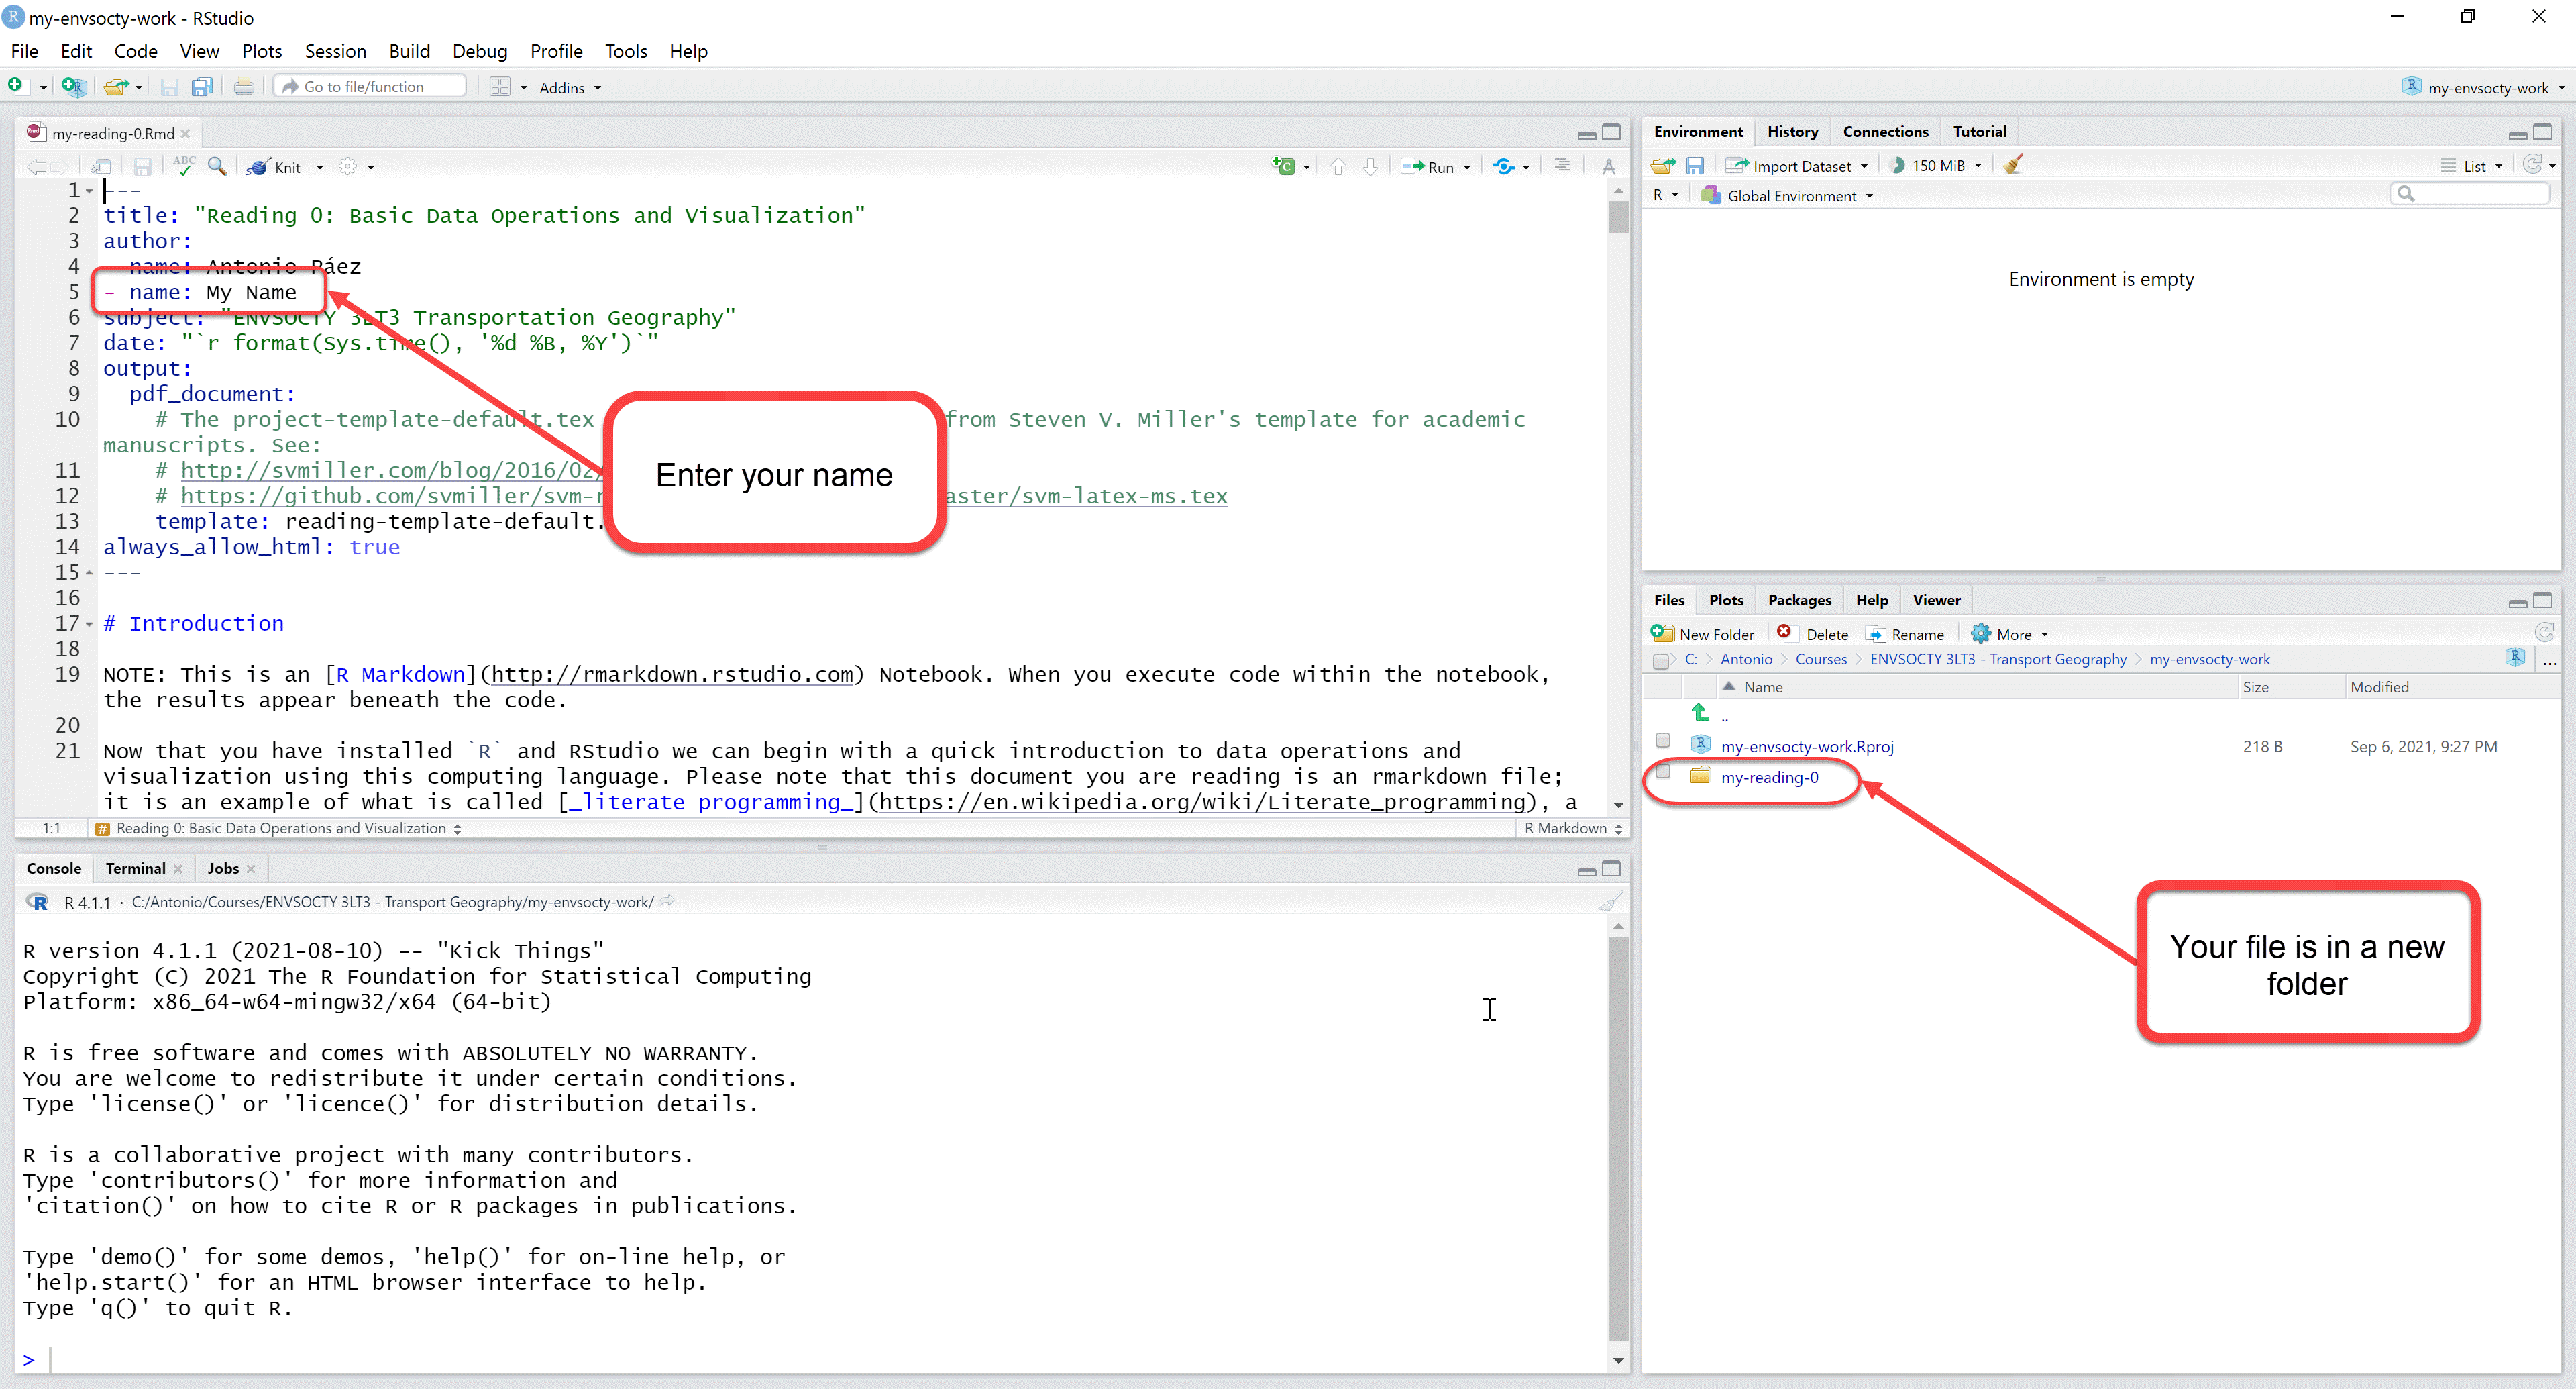 my-envsocty-work - RStudio
File Edit Code View Plots Session Build Debug Profile Tools Help
Go to file/function Addins my-envsocty-work
my-reading-0.Rmd
ABC Knit Run
1 ---
2 title: "Reading 0: Basic Data Operations and Visualization"
3 author:
4 name: Antonio Páez
5 - name: My Name
6 subject: "ENVSOCTY 3LT3 Transportation Geography"
7 date: "`r format(Sys.time(), '%d %B, %Y')`"
8 output:
9 pdf_document:
10 # The project-template-default.tex from Steven V. Miller's template for academic
manuscripts. See:
11 # http://svmiller.com/blog/2016/02/
12 # https://github.com/svmiller/svm-r aster/svm-latex-ms.tex
13 template: reading-template-default.
14 always_allow_html: true
15 ---
16
17 # Introduction
18
19 NOTE: This is an [R Markdown](http://rmarkdown.rstudio.com) Notebook. When you execute code within the notebook,
the results appear beneath the code.
20
21 Now that you have installed `R` and RStudio we can begin with a quick introduction to data operations and
visualization using this computing language. Please note that this document you are reading is an rmarkdown file;
it is an example of what is called [_literate programming_](https://en.wikipedia.org/wiki/Literate_programming), a
1:1 # Reading 0: Basic Data Operations and Visualization R Markdown
Enter your name
Console Terminal Jobs
R 4.1.1 · C:/Antonio/Courses/ENVSOCTY 3LT3 - Transport Geography/my-envsocty-work/
R version 4.1.1 (2021-08-10) -- "Kick Things"
Copyright (C) 2021 The R Foundation for Statistical Computing
Platform: x86_64-w64-mingw32/x64 (64-bit)
R is free software and comes with ABSOLUTELY NO WARRANTY.
You are welcome to redistribute it under certain conditions.
Type 'license()' or 'licence()' for distribution details.
R is a collaborative project with many contributors.
Type 'contributors()' for more information and
'citation()' on how to cite R or R packages in publications.
Type 'demo()' for some demos, 'help()' for on-line help, or
'help.start()' for an HTML browser interface to help.
Type 'q()' to quit R.
>
Environment History Connections Tutorial
Import Dataset 150 MiB List
R Global Environment
Environment is empty
Files Plots Packages Help Viewer
New Folder Delete Rename More
C: Antonio Courses ENVSOCTY 3LT3 - Transport Geography my-envsocty-work ...
Name Size Modified
..
my-envsocty-work.Rproj 218 B Sep 6, 2021, 9:27 PM
my-reading-0
Your file is in a new
folder